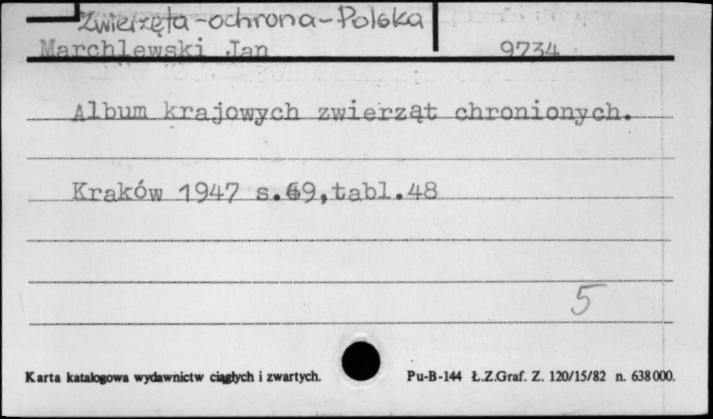 Zwierzęta-ochrona-Polska
Marchlewski Jan 9734
Album krajowych zwierząt chronionych.
Kraków 1947 s.69,tabl.48
5
Karta katalogowa wydawnictw ciągłych i zwartych. Pu-B-144 Ł.Z.Graf. Z. 120/15/82 n. 638000.